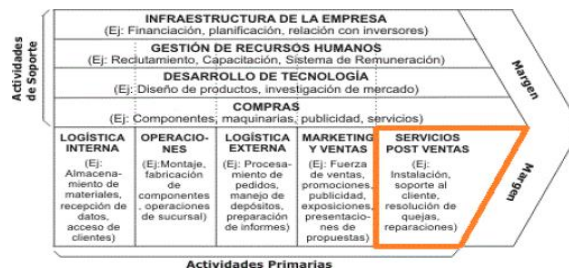 INFRAESTRUCTURA DE LA EMPRESA
(Ej: Financiación, planificación, relación con inversores)
GESTIÓN DE RECURSOS HUMANOS
(Ej: Reclutamiento, Capacitación, Sistema de Remuneración)
DESARROLLO DE TECNOLOGÍA
(Ej: Diseño de productos, investigación de mercado)
COMPRAS
(Ej: Componentes, maquinarias, publicidad, servicios)
Actividades
de Soporte
Margen
LOGÍSTICA
INTERNA
(Ej:
Almacena-
miento de
materiales,
recepción de
datos,
acceso de
clientes)
OPERACIO-
NES
(Ej:Montaje,
fabricación
de
componentes
, operaciones
de sucursal)
LOGÍSTICA
EXTERNA
(Ej: Procesa-
miento de
pedidos,
manejo de
depósitos,
preparación
de informes)
MARKETING
Y VENTAS
(Ej: Fuerza
de ventas,
promociones,
publicidad,
exposiciones,
presentacio-
nes de
propuestas)
SERVICIOS
POST VENTAS
(Ej:
Instalación,
soporte al
cliente,
resolución de
quejas,
reparaciones)
Margen
Actividades Primarias